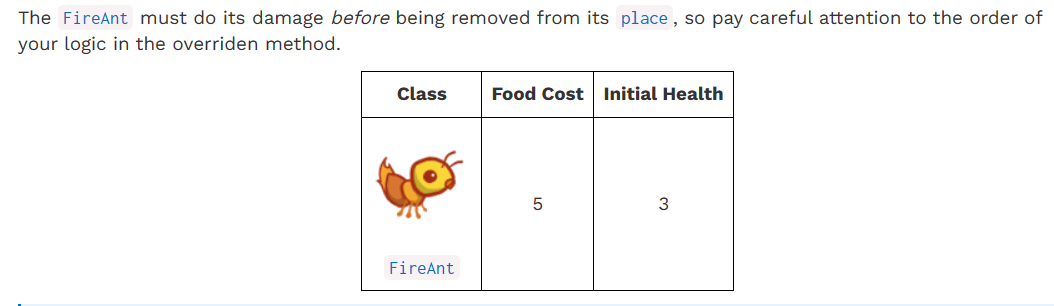 The FireAnt must do its damage before being removed from its place, so pay careful attention to the order of
your logic in the overriden method.
Class Food Cost Initial Health
5 3
FireAnt